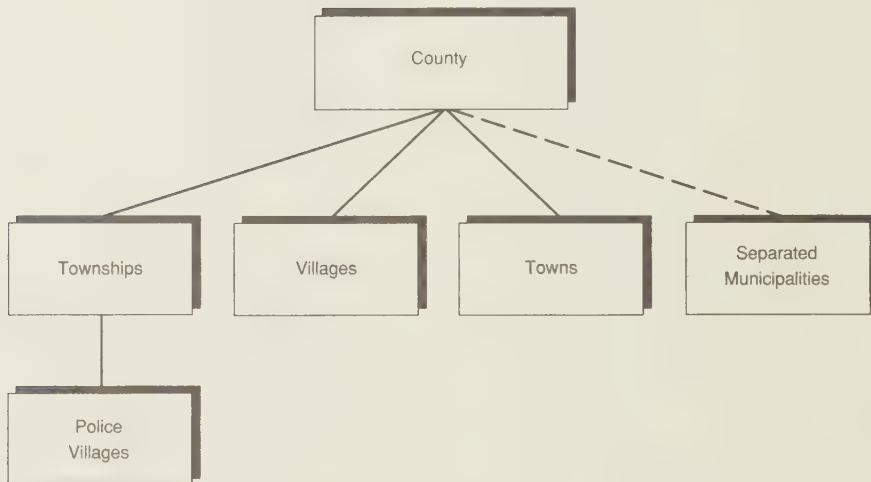 County
Townships
Villages
Towns
Separated
Municipalities
Police
Villages